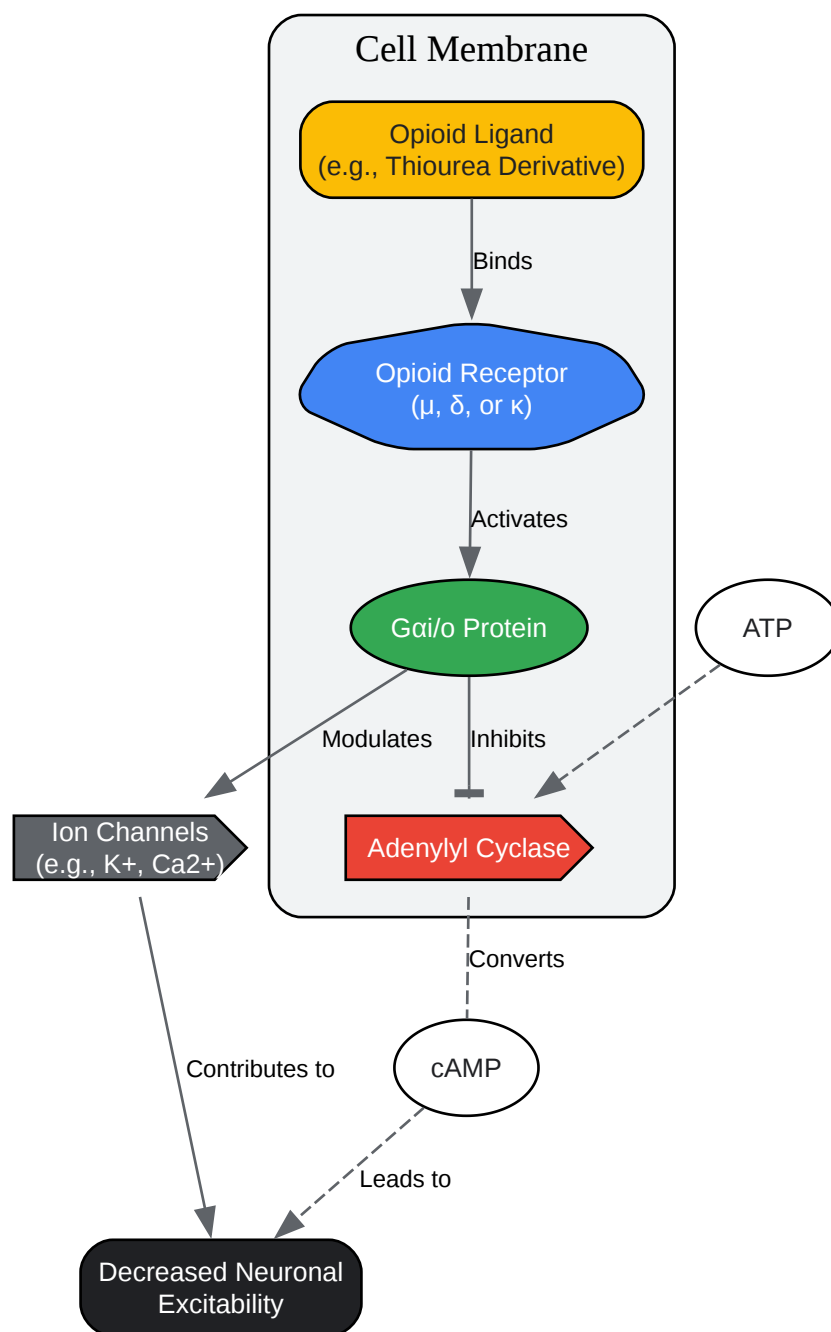 Cell Membrane
Opioid Ligand
(e.g., Thiourea Derivative)
Binds
Opioid Receptor
(μ, δ, or κ)
Activates
Gαi/o Protein
ATP
Modulates
Inhibits
Ion Channels
(e.g., K+, Ca2+)
Adenylyl Cyclase
Converts
Contributes to
cAMP
Leads to
Decreased Neuronal
Excitability